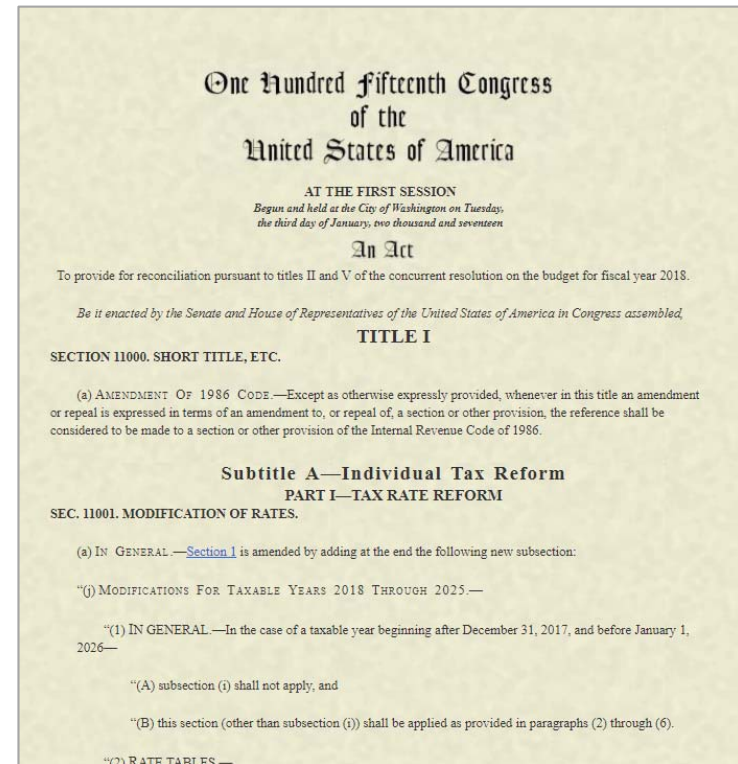 One Hundred Fifteenth Congress
of the
United States of America
AT THE FIRST SESSION
Begun and held at the City of Washington on Tuesday,
the third day of January, two thousand and seventeen
An Act
To provide for reconciliation pursuant to titles II and V of the concurrent resolution on the budget for fiscal year 2018.
Be it enacted by the Senate and House of Representatives of the United States of America in Congress assembled,
TITLE I
SECTION 11000. SHORT TITLE, ETC.
(a) AMENDMENT OF 1986 CODE.—Except as otherwise expressly provided, whenever in this title an amendment
or repeal is expressed in terms of an amendment to, or repeal of, a section or other provision, the reference shall be
considered to be made to a section or other provision of the Internal Revenue Code of 1986.
Subtitle A—Individual Tax Reform
PART I—TAX RATE REFORM
SEC. 11001. MODIFICATION OF RATES.
(a) IN GENERAL.—Section 1 is amended by adding at the end the following new subsection:
“(j) MODIFICATIONS FOR TAXABLE YEARS 2018 THROUGH 2025.—
“(1) IN GENERAL.—In the case of a taxable year beginning after December 31, 2017, and before January 1,
2026—
“(A) subsection (i) shall not apply, and
“(B) this section (other than subsection (i)) shall be applied as provided in paragraphs (2) through (6).
“(2) RATE TABLES.—